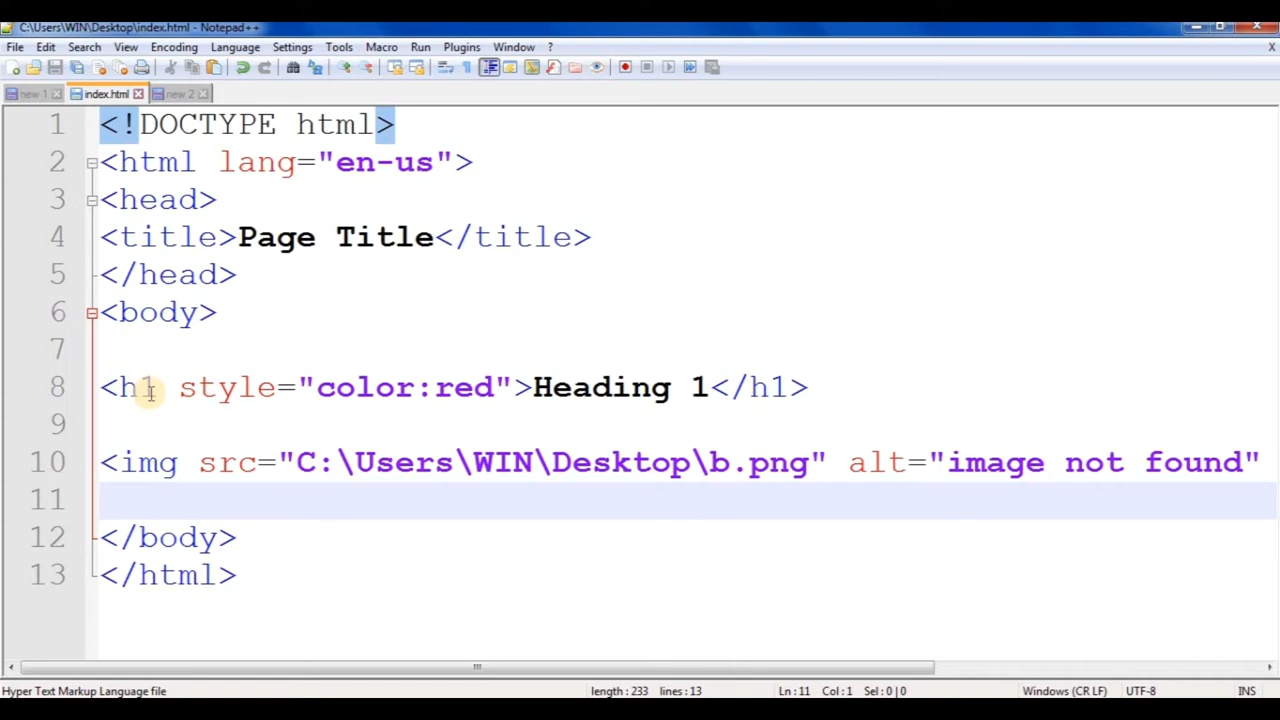 C:\Users\WIN\Desktop\index.html - Notepad++
File Edit Search View Encoding Language Settings Tools Macro Run Plugins Window ? X
new 1 index.html new 2
1 <!DOCTYPE html>
2 <html lang="en-us">
3 <head>
4 <title>Page Title</title>
5 </head>
6 <body>
7
8 <h1 style="color:red">Heading 1</h1>
9
10 <img src="C:\Users\WIN\Desktop\b.png" alt="image not found"
11
12 </body>
13 </html>
Hyper Text Markup Language file length : 233 lines : 13 Ln : 11 Col : 1 Sel : 0 | 0 Windows (CR LF) UTF-8 INS